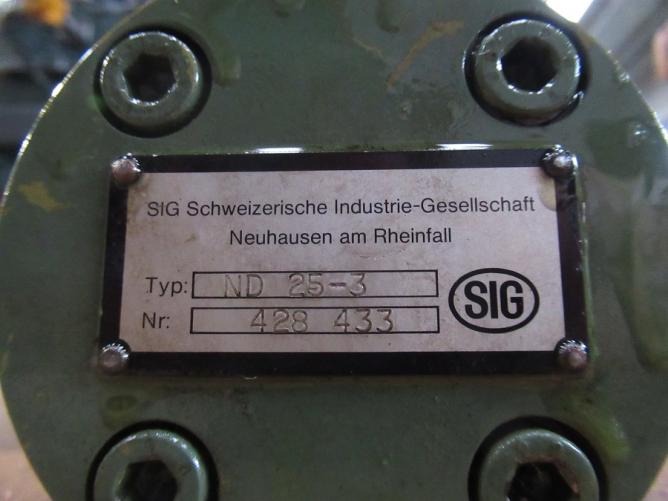 SIG Schweizerische Industrie-Gesellschaft
Neuhausen am Rheinfall
Typ: ND 25-3
Nr: 428 433
SIG